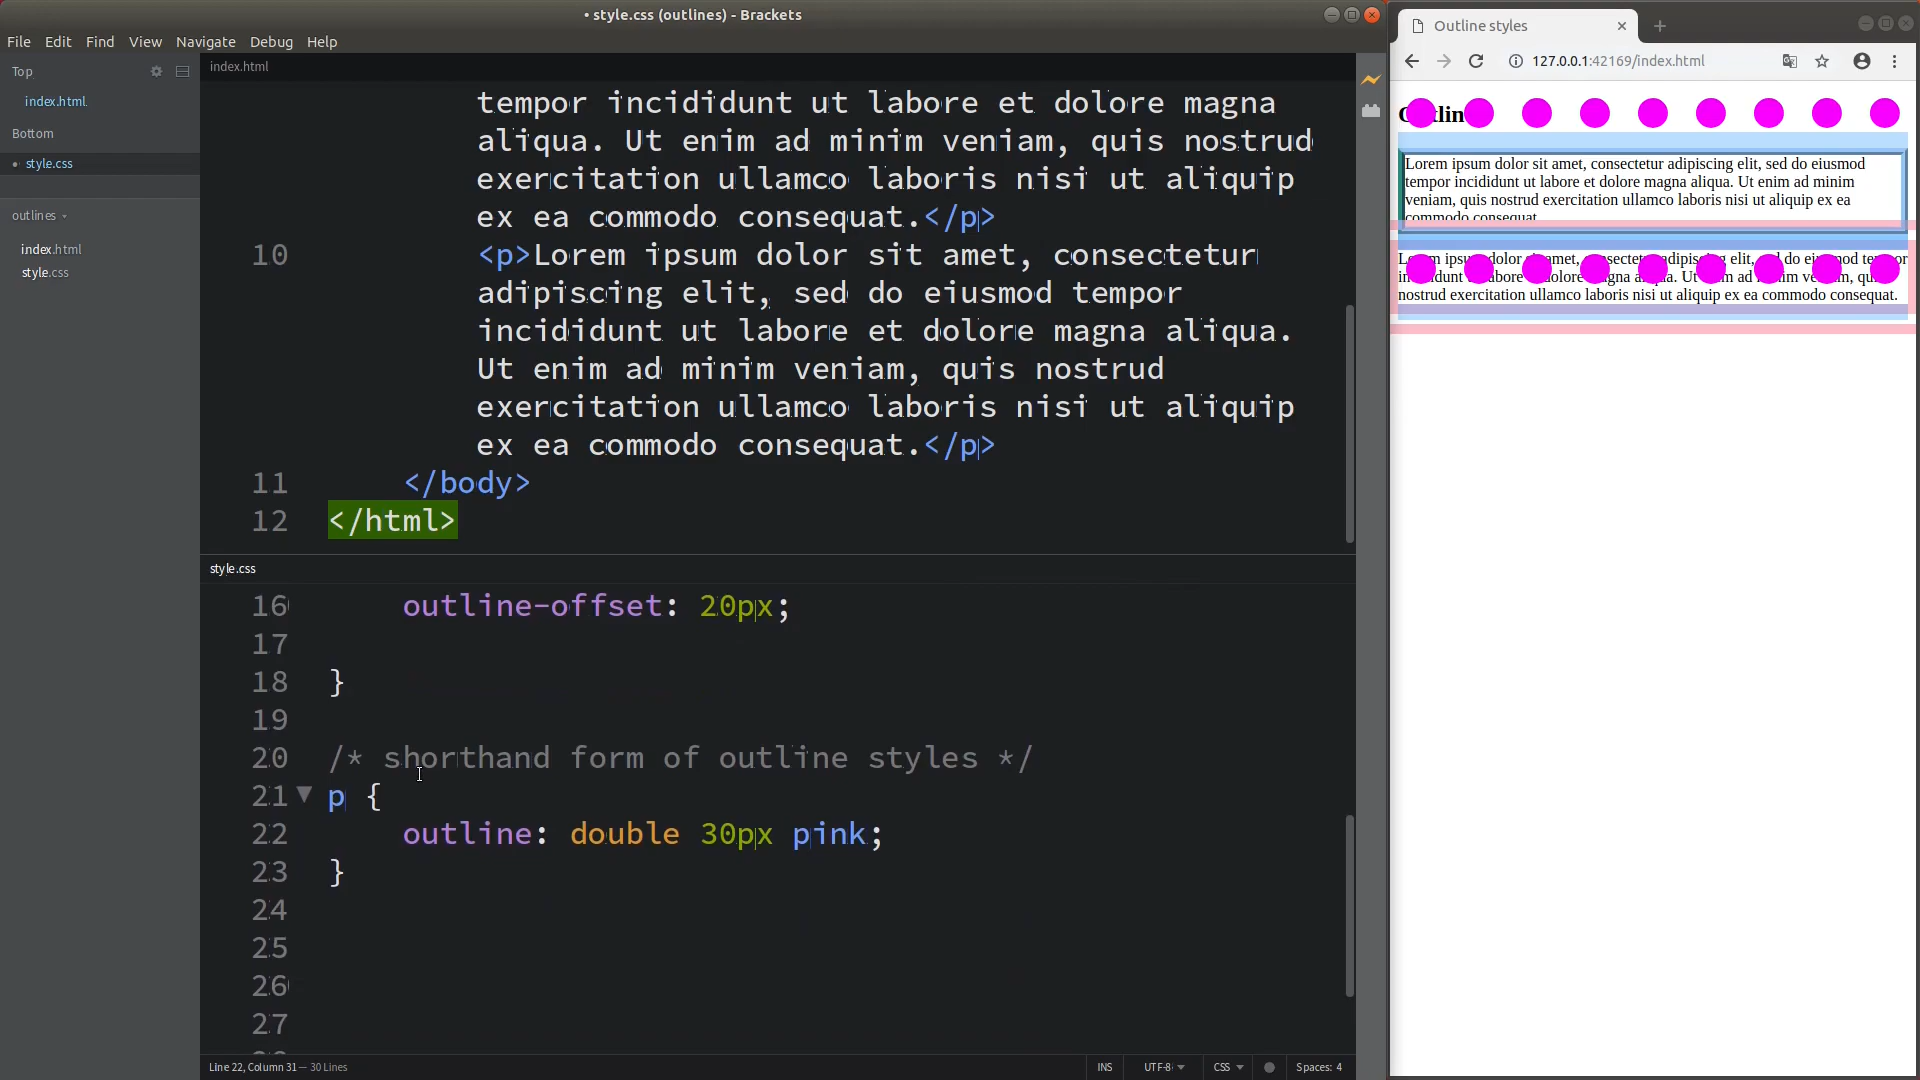 • style.css (outlines) - Brackets
File Edit Find View Navigate Debug Help
Top
index.html
Bottom
• style.css
outlines
index.html
style.css
index.html
tempor incididunt ut labore et dolore magna
aliqua. Ut enim ad minim veniam, quis nostrud
exercitation ullamco laboris nisi ut aliquip
ex ea commodo consequat.</p>
10 <p>Lorem ipsum dolor sit amet, consectetur
adipiscing elit, sed do eiusmod tempor
incididunt ut labore et dolore magna aliqua.
Ut enim ad minim veniam, quis nostrud
exercitation ullamco laboris nisi ut aliquip
ex ea commodo consequat.</p>
11 </body>
12 </html>
style.css
16 outline-offset: 20px;
17
18 }
19
20 /* shorthand form of outline styles */
21 p {
22 outline: double 30px pink;
23 }
24
25
26
27
Line 22, Column 31 — 30 Lines
INS UTF-8 CSS Spaces: 4
Outline styles
127.0.0.1:42169/index.html
Lorem ipsum dolor sit amet, consectetur adipiscing elit, sed do eiusmod
tempor incididunt ut labore et dolore magna aliqua. Ut enim ad minim
veniam, quis nostrud exercitation ullamco laboris nisi ut aliquip ex ea
commodo consequat.
nostrud exercitation ullamco laboris nisi ut aliquip ex ea commodo consequat.